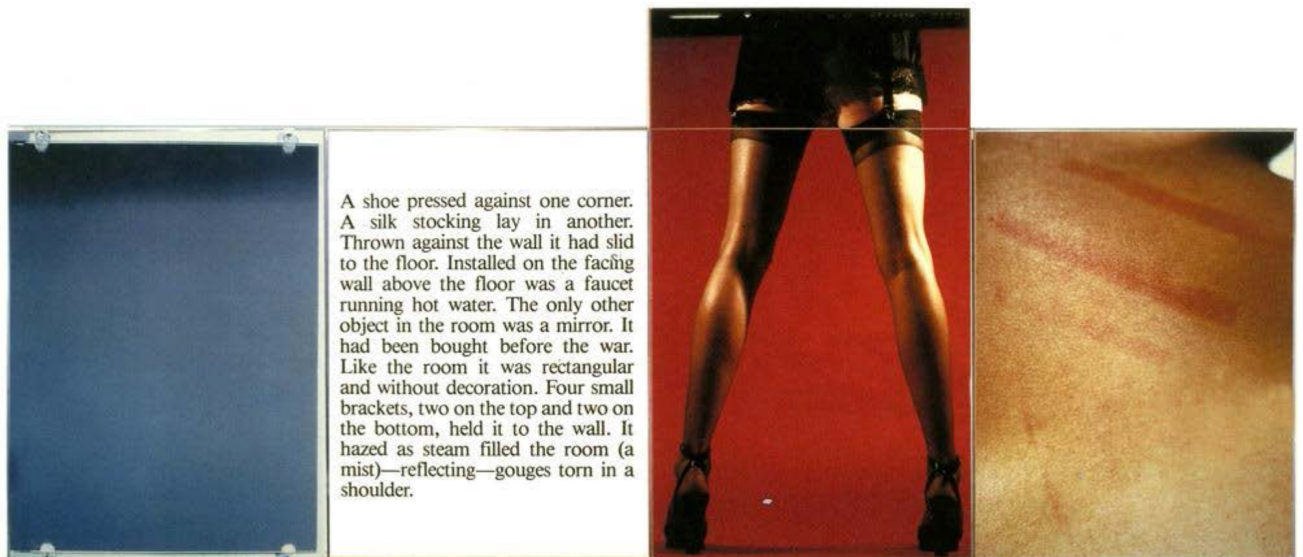 A shoe pressed against one corner.
A silk stocking lay in another.
Thrown against the wall it had slid
to the floor. Installed on the facing
wall above the floor was a faucet
running hot water. The only other
object in the room was a mirror. It
had been bought before the war.
Like the room it was rectangular
and without decoration. Four small
brackets, two on the top and two on
the bottom, held it to the wall. It
hazed as steam filled the room (a
mist)—reflecting—gouges torn in a
shoulder.